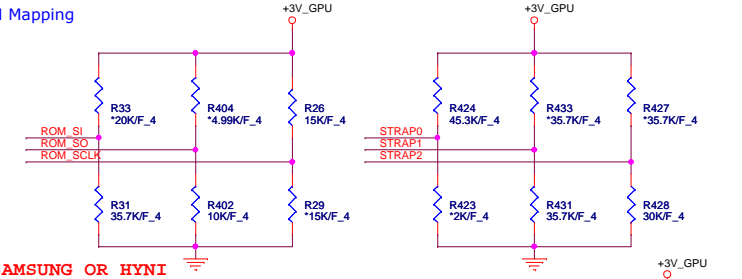 +3V_GPU
+3V_GPU
Mapping
R33
*20K/F_4
R404
*4.99K/F_4
R26
15K/F_4
R424
45.3K/F_4
R433
*35.7K/F_4
R427
*35.7K/F_4
ROM_SI
ROM_SO
ROM_SCLK
STRAP0
STRAP1
STRAP2
R31
35.7K/F_4
R402
10K/F_4
R29
*15K/F_4
R423
*2K/F_4
R431
35.7K/F_4
R428
30K/F_4
AMSUNG OR HYNI
+3V_GPU